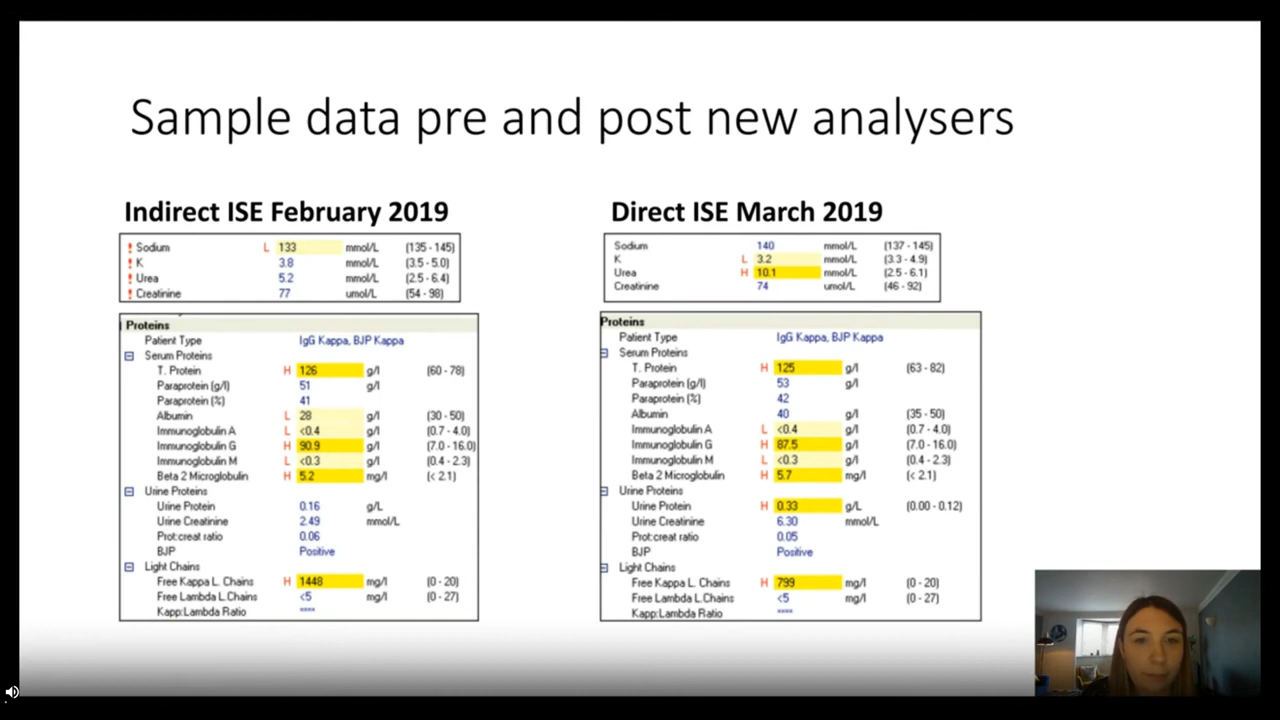 Sample data pre and post new analysers
Indirect ISE February 2019
! Sodium L 133 mmol/L (135 - 145)
! K 3.8 mmol/L (3.5 - 5.0)
! Urea 5.2 mmol/L (2.5 - 6.4)
! Creatinine 77 umol/L (54 - 98)
Proteins
Patient Type IgG Kappa, BJP Kappa
Serum Proteins
T. Protein H 126 g/l (60 - 78)
Paraprotein (g/l) 51 g/l
Paraprotein (%) 41
Albumin L 28 g/l (30 - 50)
Immunoglobulin A L <0.4 g/l (0.7 - 4.0)
Immunoglobulin G H 90.9 g/l (7.0 - 16.0)
Immunoglobulin M L <0.3 g/l (0.4 - 2.3)
Beta 2 Microglobulin H 5.2 mg/l (< 2.1)
Urine Proteins
Urine Protein 0.16 g/L
Urine Creatinine 2.49 mmol/L
Prot:creat ratio 0.06
BJP Positive
Light Chains
Free Kappa L. Chains H 1448 mg/l (0 - 20)
Free Lambda L.Chains <5 mg/l (0 - 27)
Kapp:Lambda Ratio ****
Direct ISE March 2019
Sodium 140 mmol/L (137 - 145)
K L 3.2 mmol/L (3.3 - 4.9)
Urea H 10.1 mmol/L (2.5 - 6.1)
Creatinine 74 umol/L (46 - 92)
Proteins
Patient Type IgG Kappa, BJP Kappa
Serum Proteins
T. Protein H 125 g/l (63 - 82)
Paraprotein (g/l) 53 g/l
Paraprotein (%) 42
Albumin 40 g/l (35 - 50)
Immunoglobulin A L <0.4 g/l (0.7 - 4.0)
Immunoglobulin G H 87.5 g/l (7.0 - 16.0)
Immunoglobulin M L <0.3 g/l (0.4 - 2.3)
Beta 2 Microglobulin H 5.7 mg/l (< 2.1)
Urine Proteins
Urine Protein H 0.33 g/L (0.00 - 0.12)
Urine Creatinine 6.30 mmol/L
Prot:creat ratio 0.05
BJP Positive
Light Chains
Free Kappa L. Chains H 799 mg/l (0 - 20)
Free Lambda L.Chains <5 mg/l (0 - 27)
Kapp:Lambda Ratio ****